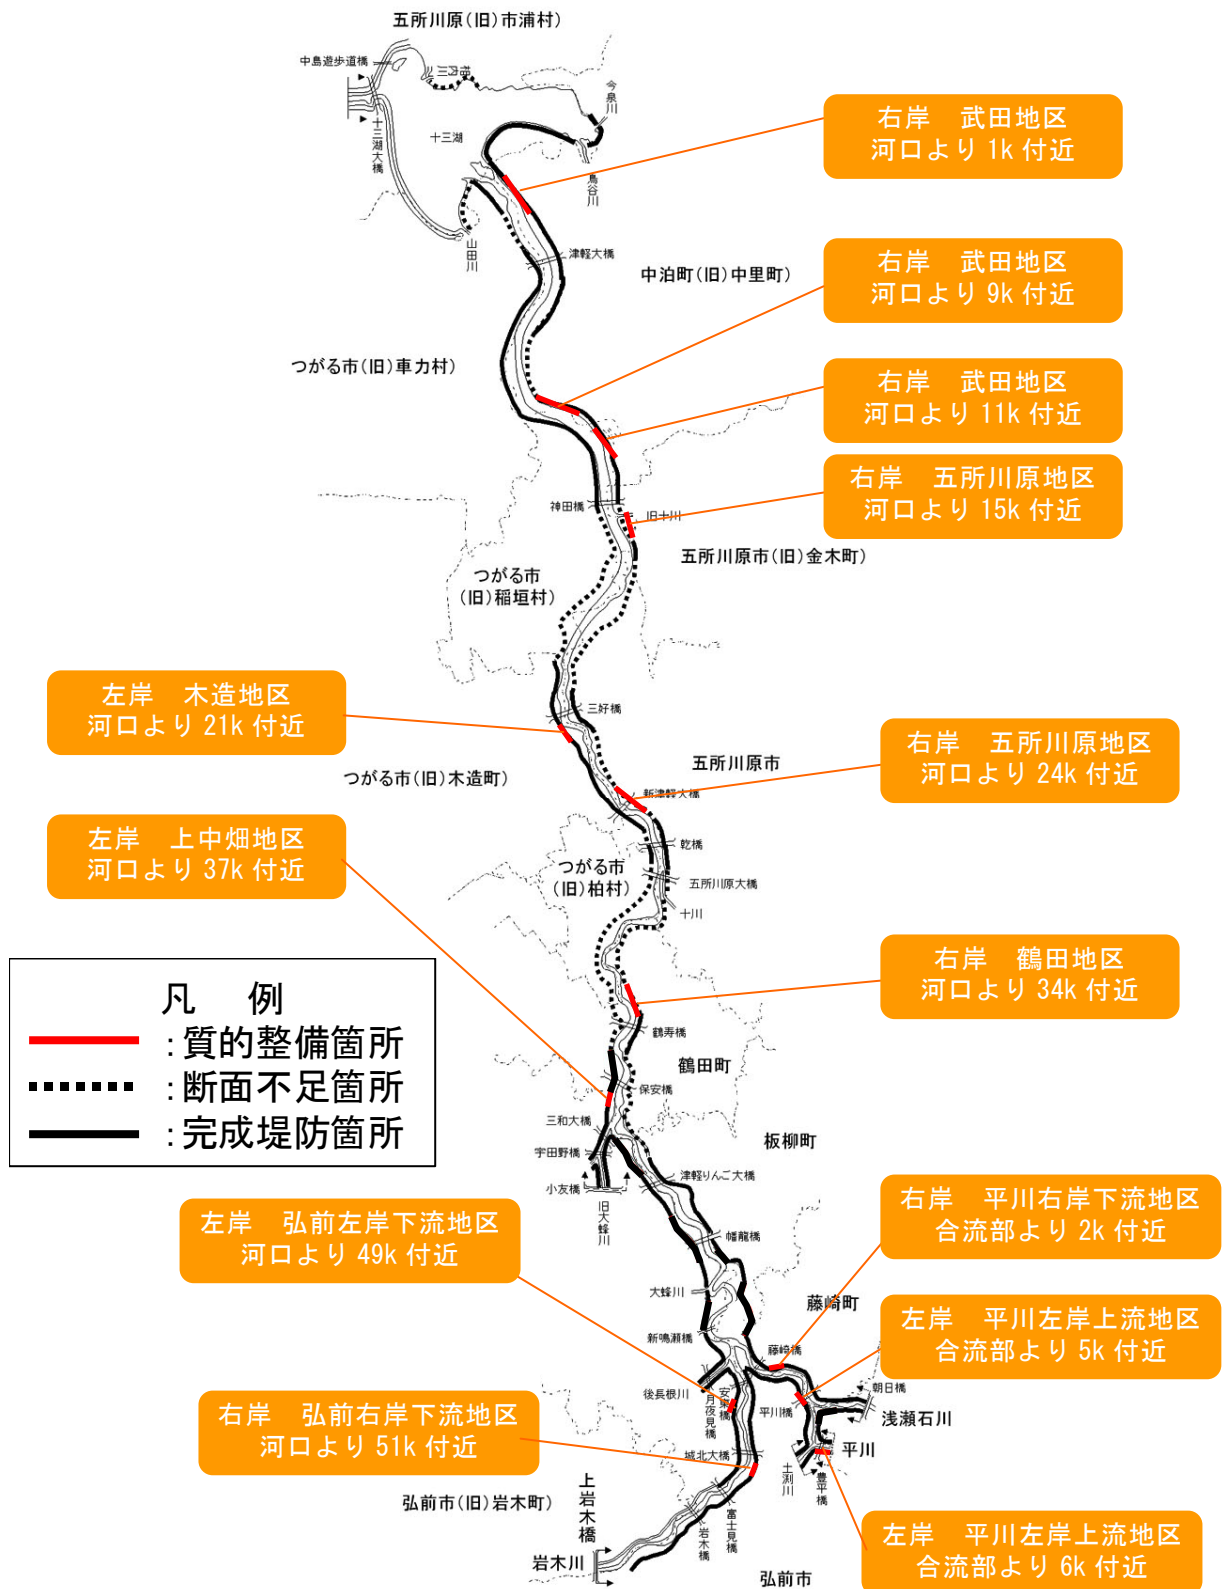 五所川原(旧)市浦村)
中島遊歩道橋
相内川
今泉川
十三湖
十三湖大橋
鳥谷川
山田川
津軽大橋
右岸　武田地区
河口より 1k 付近
中泊町(旧)中里町)
右岸　武田地区
河口より 9k 付近
つがる市(旧)車力村)
右岸　武田地区
河口より 11k 付近
右岸　五所川原地区
河口より 15k 付近
神田橋
旧十川
五所川原市(旧)金木町)
つがる市
(旧)稲垣村)
左岸　木造地区
河口より 21k 付近
三好橋
つがる市(旧)木造町)
五所川原市
右岸　五所川原地区
河口より 24k 付近
新津軽大橋
左岸　上中畑地区
河口より 37k 付近
乾橋
つがる市
(旧)柏村)
五所川原大橋
十川
右岸　鶴田地区
河口より 34k 付近
凡　例
:質的整備箇所
:断面不足箇所
:完成堤防箇所
鶴寿橋
鶴田町
保安橋
三和大橋
宇田野橋
小友橋
旧大蜂川
板柳町
津軽りんご大橋
左岸　弘前左岸下流地区
河口より 49k 付近
右岸　平川右岸下流地区
合流部より 2k 付近
幡龍橋
大蜂川
藤崎町
新鳴瀬橋
藤崎橋
左岸　平川左岸上流地区
合流部より 5k 付近
後長根川
月夜見橋
安東橋
平川橋
朝日橋
浅瀬石川
右岸　弘前右岸下流地区
河口より 51k 付近
城北大橋
平川
土渕川
豊平橋
弘前市(旧)岩木町)
上岩木橋
富士見橋
岩木橋
岩木川
左岸　平川左岸上流地区
合流部より 6k 付近
弘前市